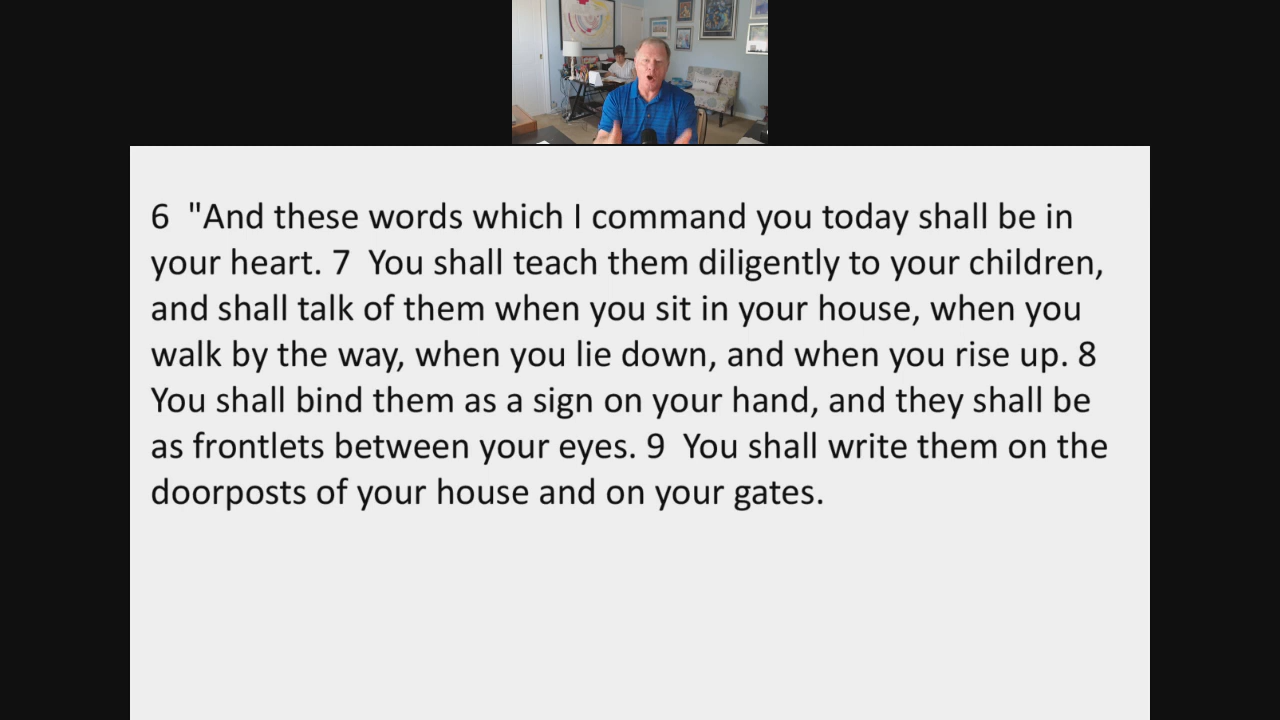 6  "And these words which I command you today shall be in
your heart. 7  You shall teach them diligently to your children,
and shall talk of them when you sit in your house, when you
walk by the way, when you lie down, and when you rise up. 8
You shall bind them as a sign on your hand, and they shall be
as frontlets between your eyes. 9  You shall write them on the
doorposts of your house and on your gates.